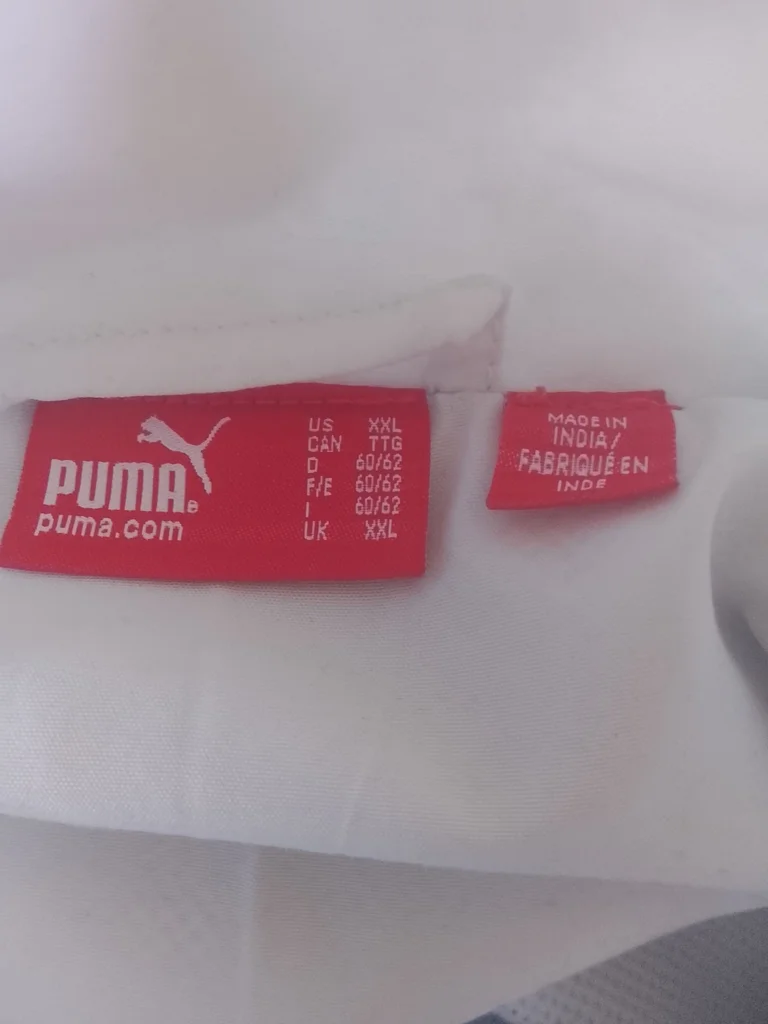 PUMA®
puma.com
US XXL
CAN TTG
D 60/62
F/E 60/62
I 60/62
UK XXL
MADE IN
INDIA/
FABRIQUÉ EN
INDE